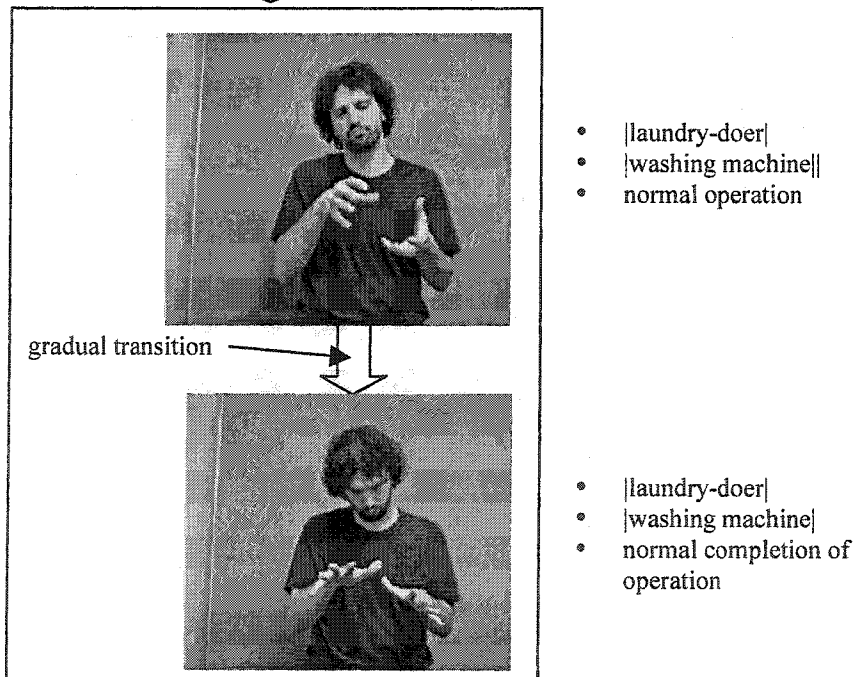 • |laundry-doer|
• |washing machine||
• normal operation
gradual transition
• |laundry-doer|
• |washing machine|
• normal completion of
operation